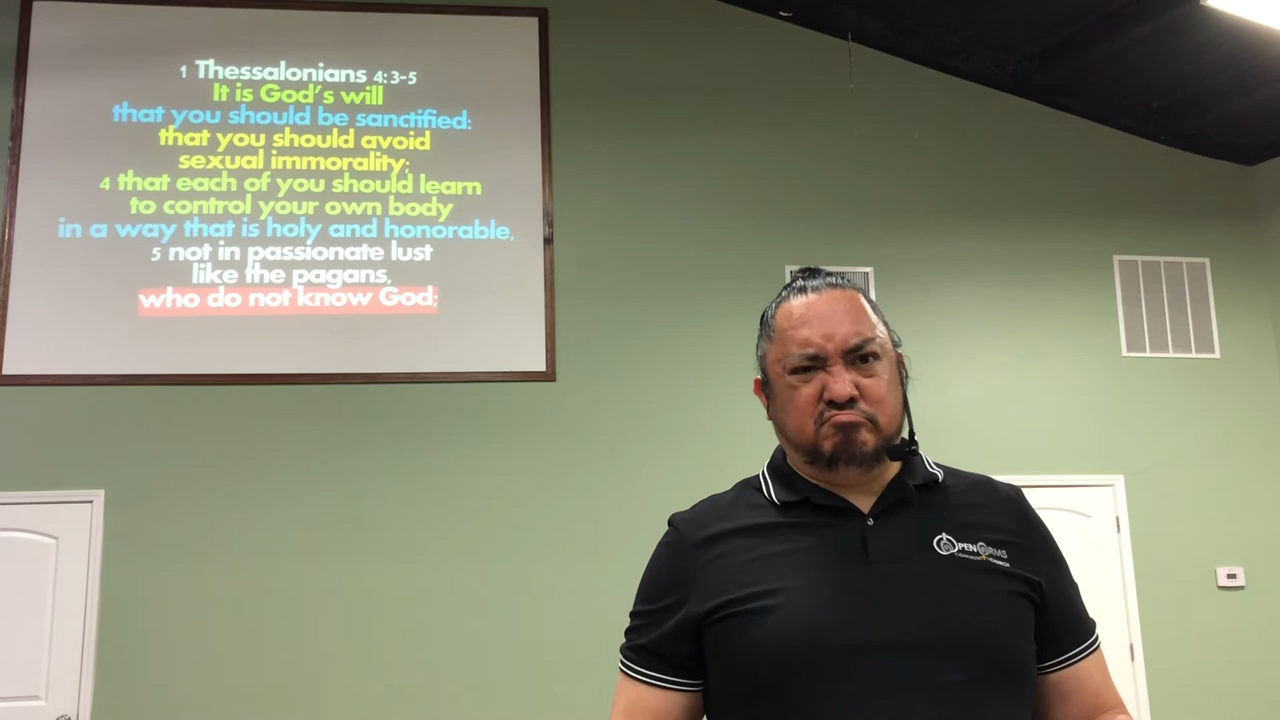 1 Thessalonians 4:3-5
It is God's will
that you should be sanctified:
that you should avoid
sexual immorality;
4 that each of you should learn
to control your own body
in a way that is holy and honorable,
5 not in passionate lust
like the pagans,
who do not know God;
OPEN ARMS
COMMUNITY CHURCH